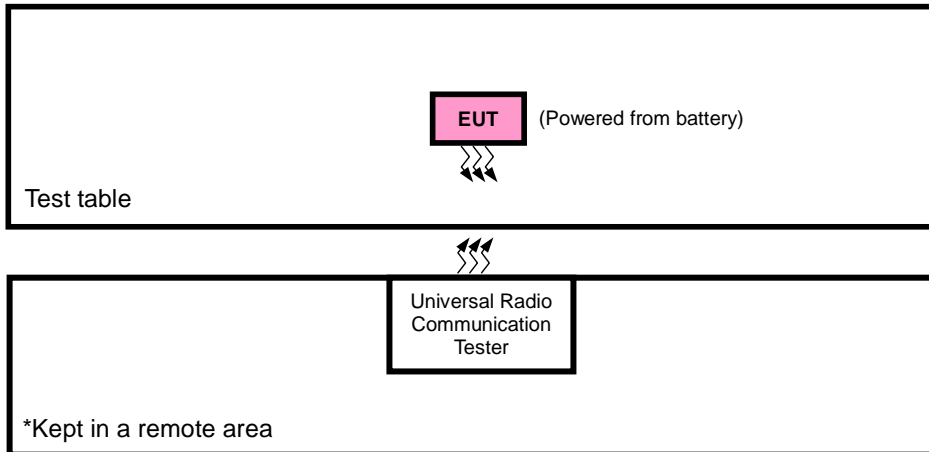 EUT
(Powered from battery)
Test table
Universal Radio
Communication
Tester
*Kept in a remote area